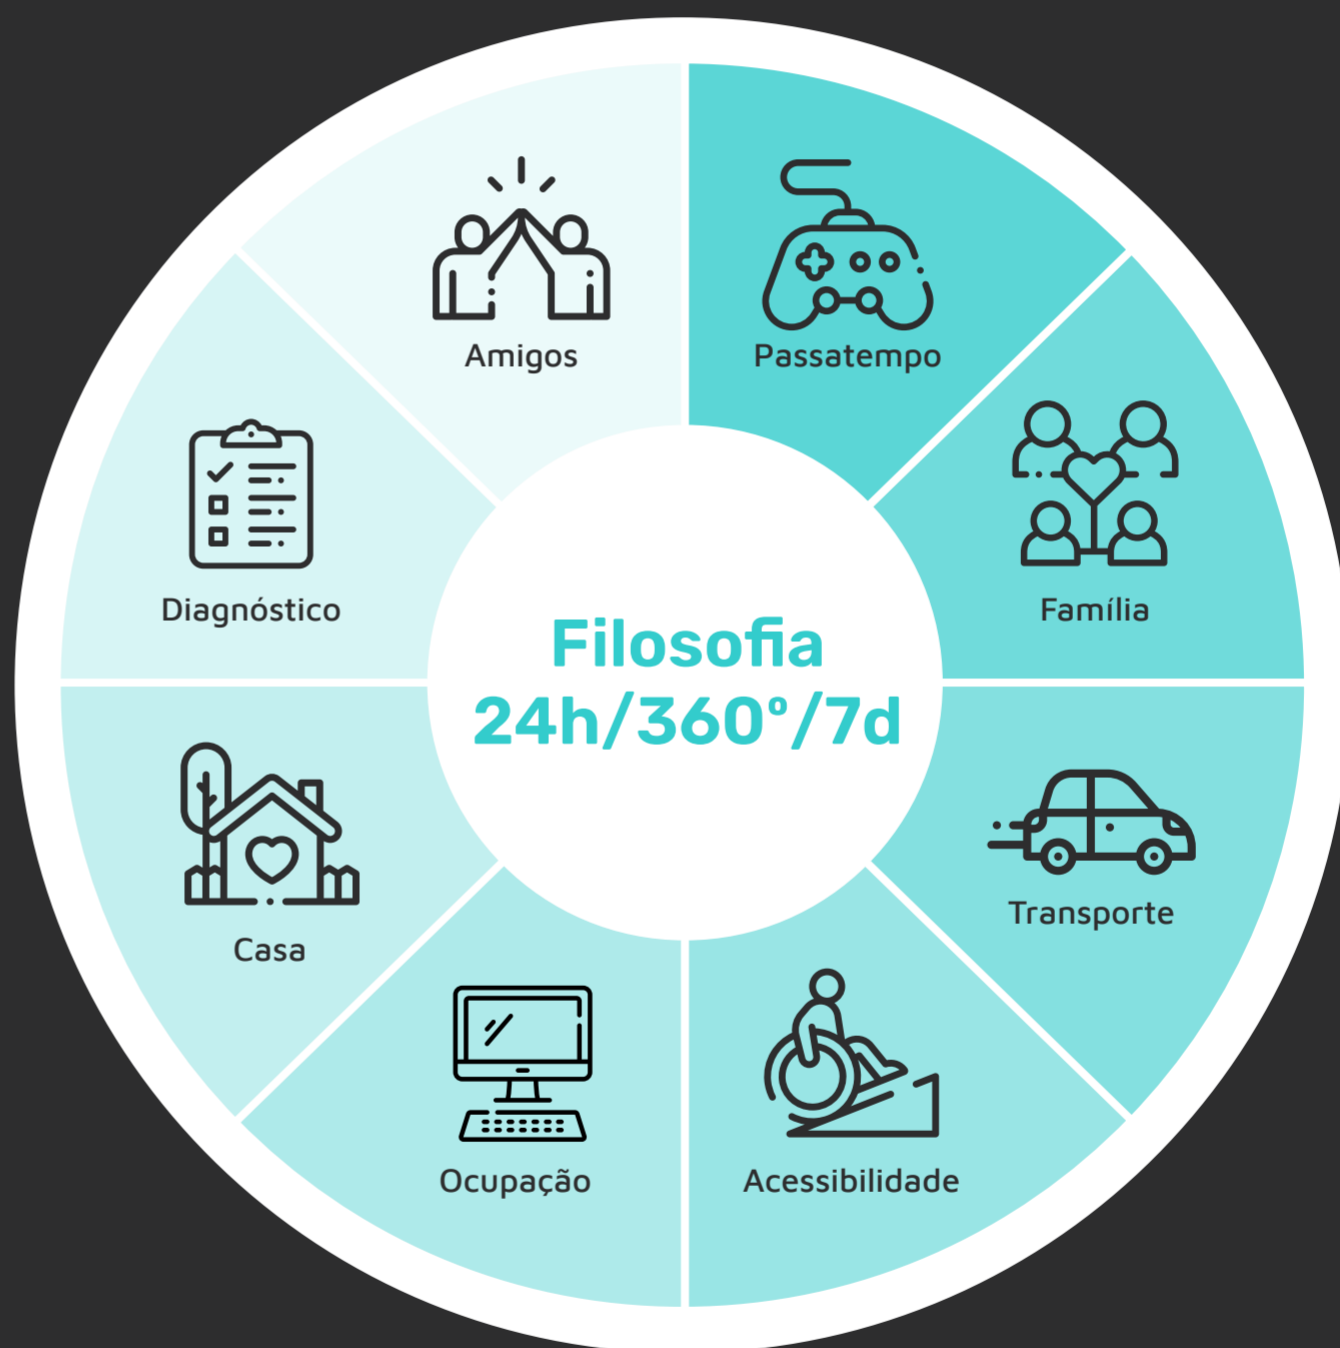 Amigos
Passatempo
Diagnóstico
Família
Filosofia
24h/360º/7d
Transporte
Casa
Ocupação
Acessibilidade